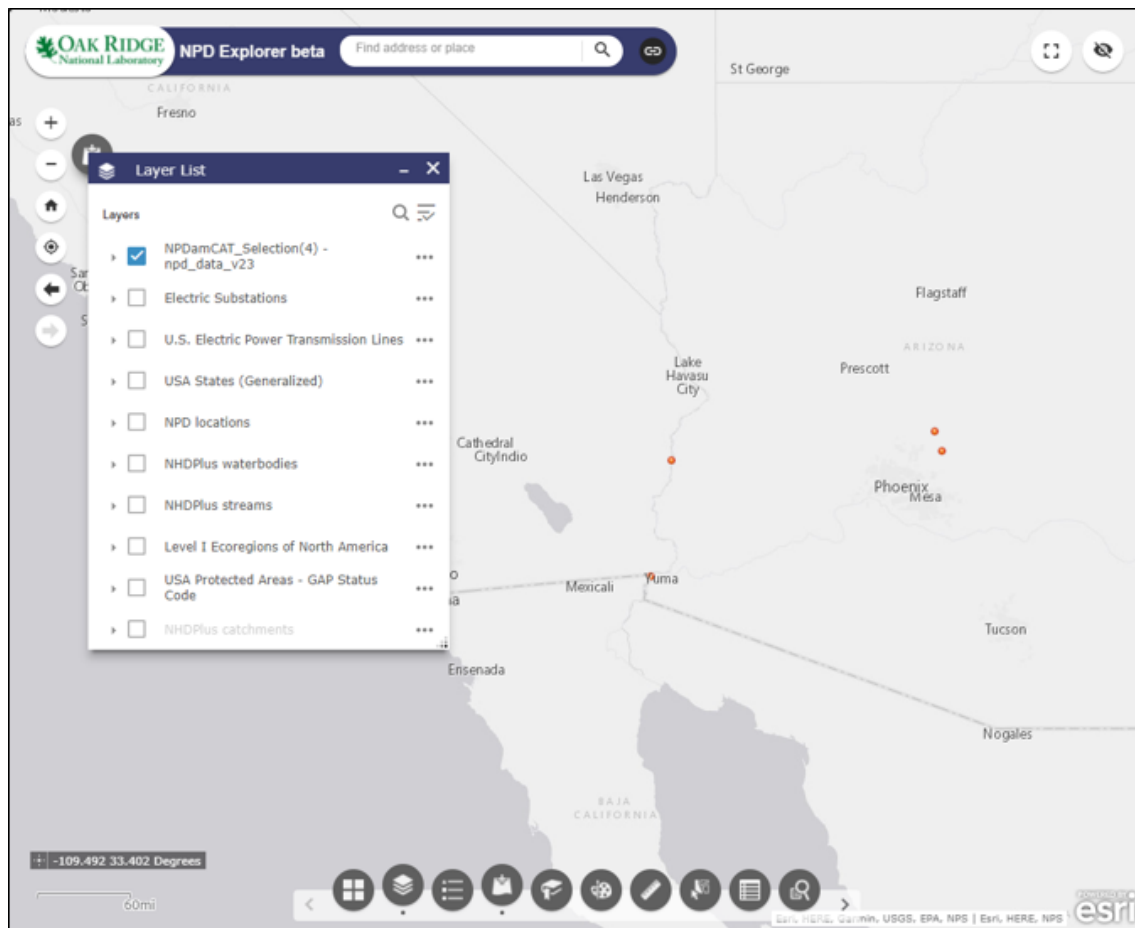 OAK RIDGE
National Laboratory
NPD Explorer beta
Find address or place
St George
CALIFORNIA
Fresno
as
Layer List
Las Vegas
Henderson
Layers
NPDamCAT_Selection(4) -
npd_data_v23
Electric Substations
U.S. Electric Power Transmission Lines
USA States (Generalized)
NPD locations
NHDPlus waterbodies
NHDPlus streams
Level I Ecoregions of North America
USA Protected Areas - GAP Status
Code
NHDPlus catchments
San
Flagstaff
ARIZONA
Lake
Havasu
City
Prescott
Cathedral
CityIndio
Phoenix
Mesa
Mexicali
Yuma
Tucson
Ensenada
Nogales
BAJA
CALIFORNIA
-109.492 33.402 Degrees
60mi
Esri, HERE, Garmin, USGS, EPA, NPS | Esri, HERE, NPS
POWERED BY
esri